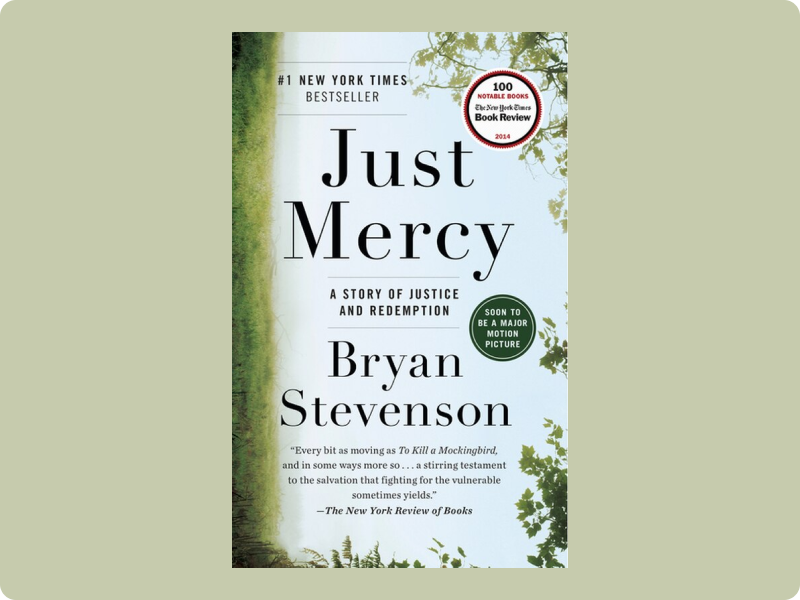 #1 NEW YORK TIMES
BESTSELLER
100
NOTABLE BOOKS
The New York Times
Book Review
2014
Just
Mercy
A STORY OF JUSTICE
AND REDEMPTION
SOON TO
BE A MAJOR
MOTION
PICTURE
Bryan
Stevenson
“Every bit as moving as To Kill a Mockingbird,
and in some ways more so . . . a stirring testament
to the salvation that fighting for the vulnerable
sometimes yields.”
—The New York Review of Books